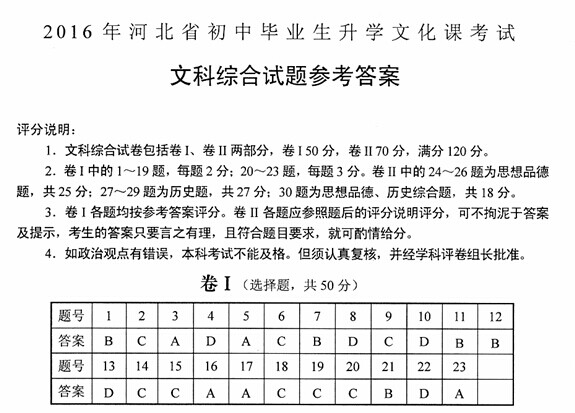 2016年河北省初中毕业生升学文化课考试
文科综合试题参考答案
评分说明：
1．文科综合试卷包括卷Ⅰ、卷Ⅱ两部分，卷Ⅰ50分，卷Ⅱ70分，满分120分。
2．卷Ⅰ中的1～19题，每题2分；20～23题，每题3分。卷Ⅱ中的24～26题为思想品德
题，共25分；27～29题为历史题，共27分；30题为思想品德、历史综合题，共18分。
3．卷Ⅰ各题均按参考答案评分。卷Ⅱ各题应参照题后的评分说明评分，可不拘泥于答案
及提示，考生的答案只要言之有理，且符合题目要求，就可酌情给分。
4．如政治观点有错误，本科考试不能及格。但须认真复核，并经学科评卷组长批准。
卷Ⅰ（选择题，共50分）
题号 1 2 3 4 5 6 7 8 9 10 11 12
答案 B C A D A C B D C D B B
题号 13 14 15 16 17 18 19 20 21 22 23
答案 D C C A A C C C B D A